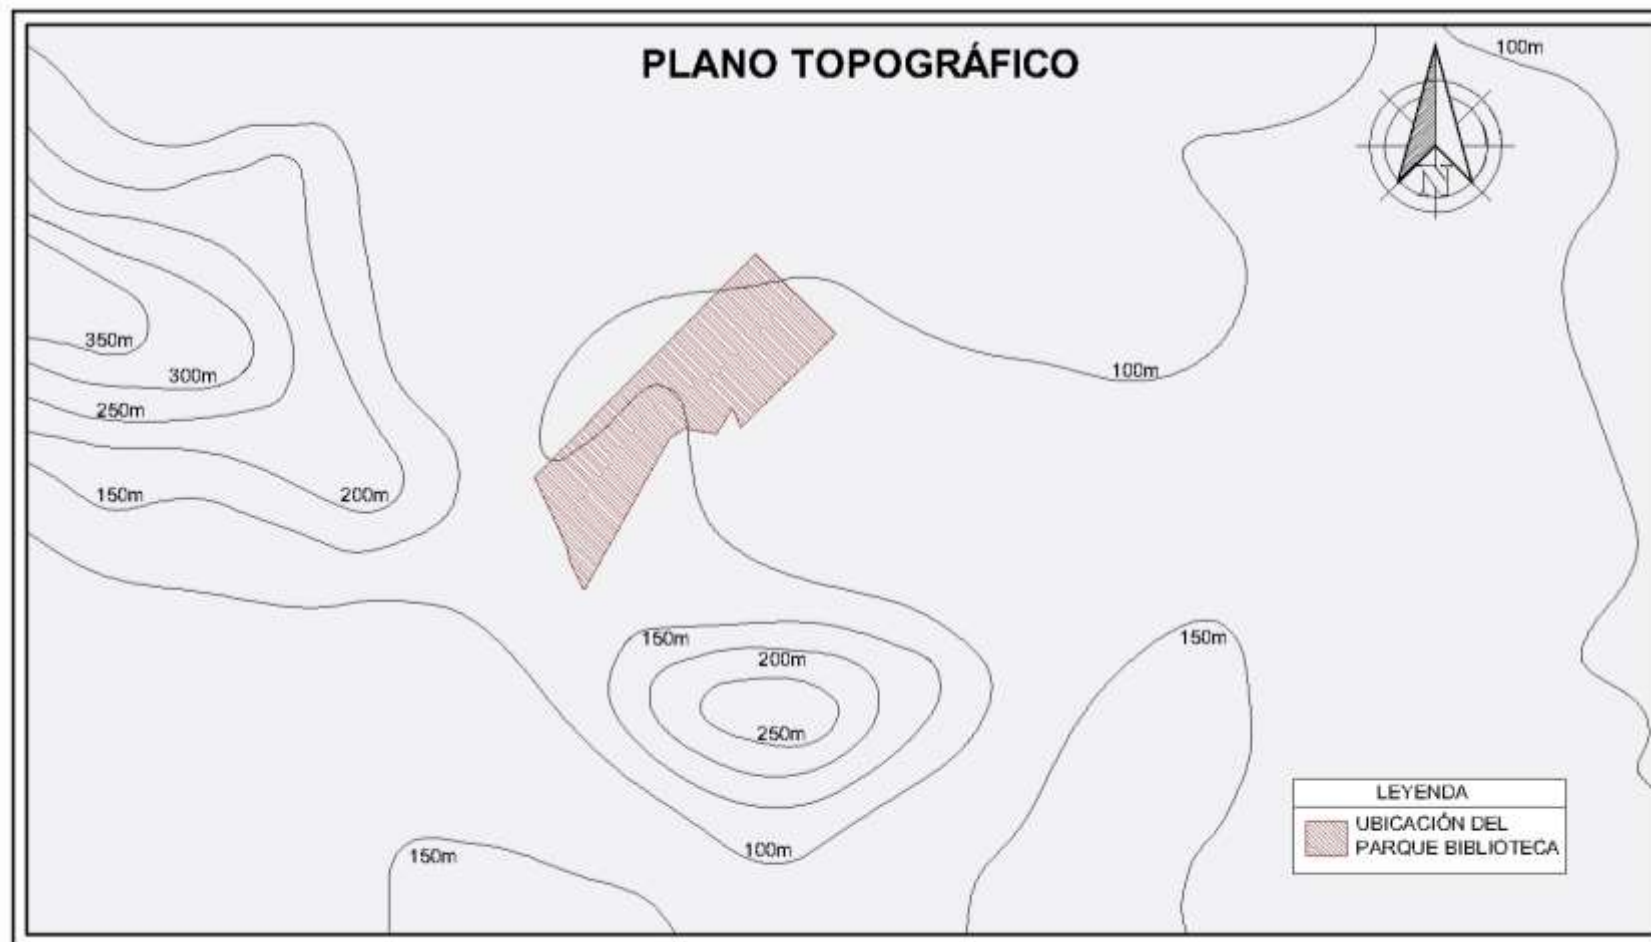 PLANO TOPOGRÁFICO
100m
N
350m
300m
250m
150m
200m
100m
150m
200m
250m
100m
150m
150m
LEYENDA
UBICACIÓN DEL
PARQUE BIBLIOTECA